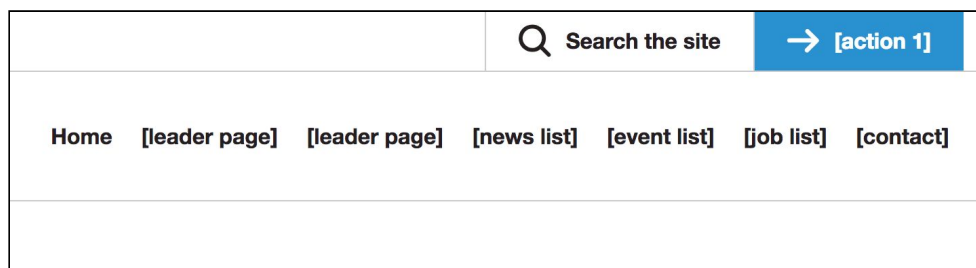 Search the site [action 1]
Home [leader page] [leader page] [news list] [event list] [job list] [contact]